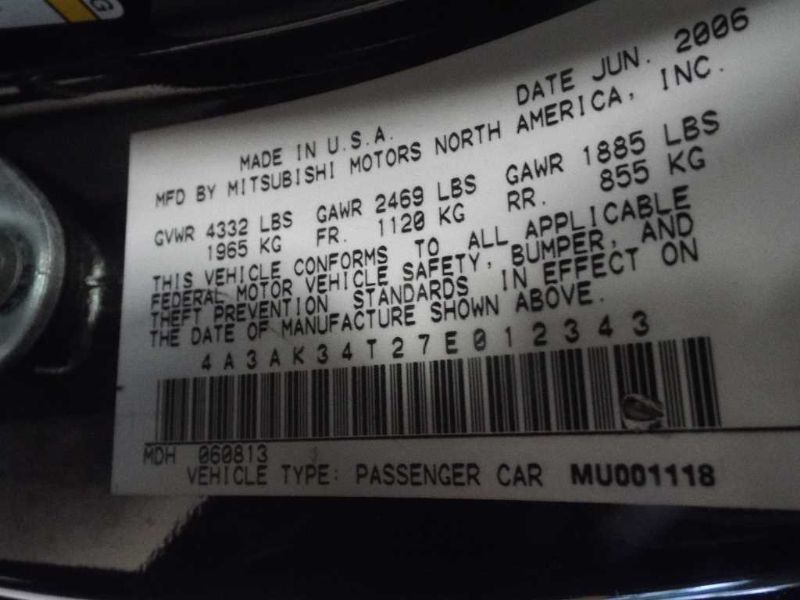 G
DATE JUN. 2006
MADE IN U.S.A.
MFD BY MITSUBISHI MOTORS NORTH AMERICA, INC.
GVWR 4332 LBS GAWR 2469 LBS GAWR 1885 LBS
1965 KG FR. 1120 KG RR. 855 KG
THIS VEHICLE CONFORMS TO ALL APPLICABLE
FEDERAL MOTOR VEHICLE SAFETY, BUMPER, AND
THEFT PREVENTION STANDARDS IN EFFECT ON
THE DATE OF MANUFACTURE SHOWN ABOVE.
4A3AK34T27E012343
MDH 060813
VEHICLE TYPE: PASSENGER CAR MU001118